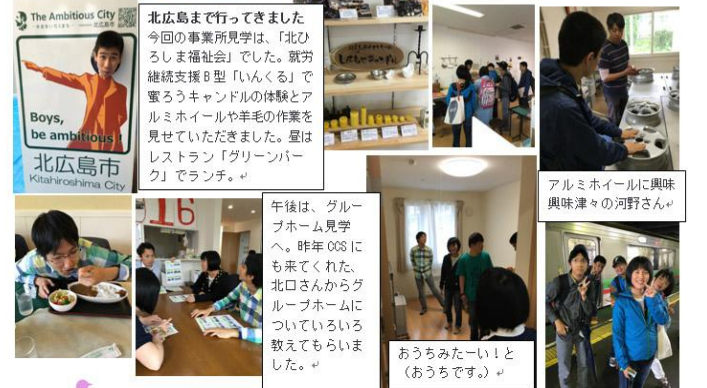 The Ambitious City
Boys,
be ambitious!
北広島市
Kitahiroshima City
北広島まで行ってきました
今回の事業所見学は、「北ひ
ろしま福祉会」でした。就労
継続支援B型「いんくる」で
蜜ろうキャンドルの体験とア
ルミホイールや羊毛の作業を
見せていただきました。昼は
レストラン「グリーンパー
ク」でランチ。
アルミホイールに興味
興味津々の河野さん
午後は、グルー
プホーム見学
へ。昨年CCSに
も来てくれた、
北口さんからグ
ループホームに
ついていろいろ
教えてもらいま
した。
おうちみたーい！と
（おうちです。）